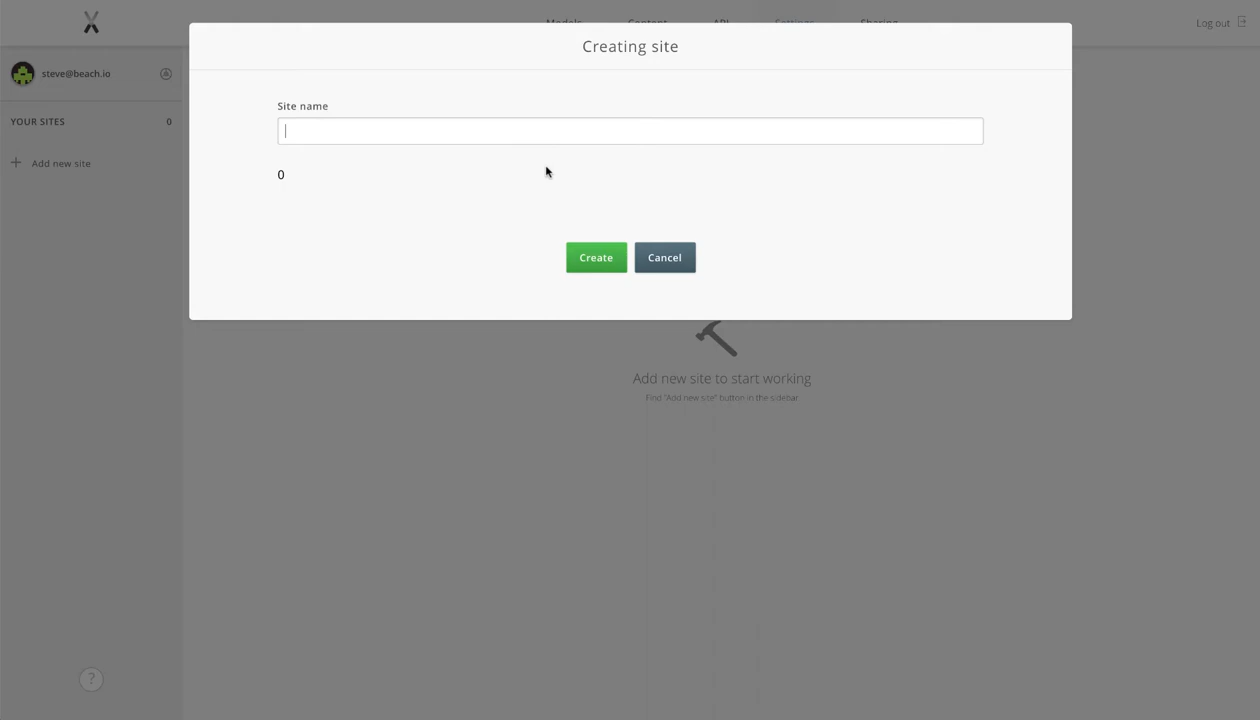 Models Content API Settings Sharing
Log out
Creating site
steve@beach.io
Site name
YOUR SITES 0
Add new site
0
Create Cancel
Add new site to start working
Find "Add new site" button in the sidebar
?